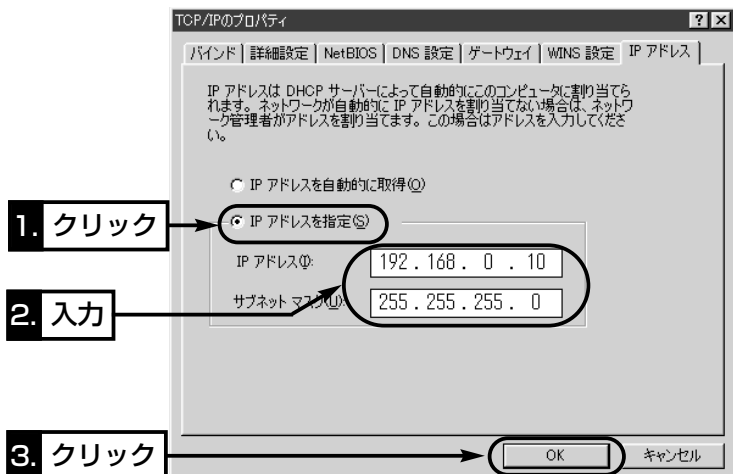 TCP/IPのプロパティ
バインド 詳細設定 NetBIOS DNS 設定 ゲートウェイ WINS 設定 IP アドレス
IP アドレスは DHCP サーバーによって自動的にこのコンピュータに割り当てら
れます。ネットワークが自動的に IP アドレスを割り当てない場合は、ネットワ
ーク管理者がアドレスを割り当てます。この場合はアドレスを入力してくださ
い。
IP アドレスを自動的に取得(O)
1. クリック
IP アドレスを指定(S)
IP アドレス(I): 192 . 168 . 0 . 10
サブネット マスク(U): 255 . 255 . 255 . 0
2. 入力
3. クリック
OK キャンセル